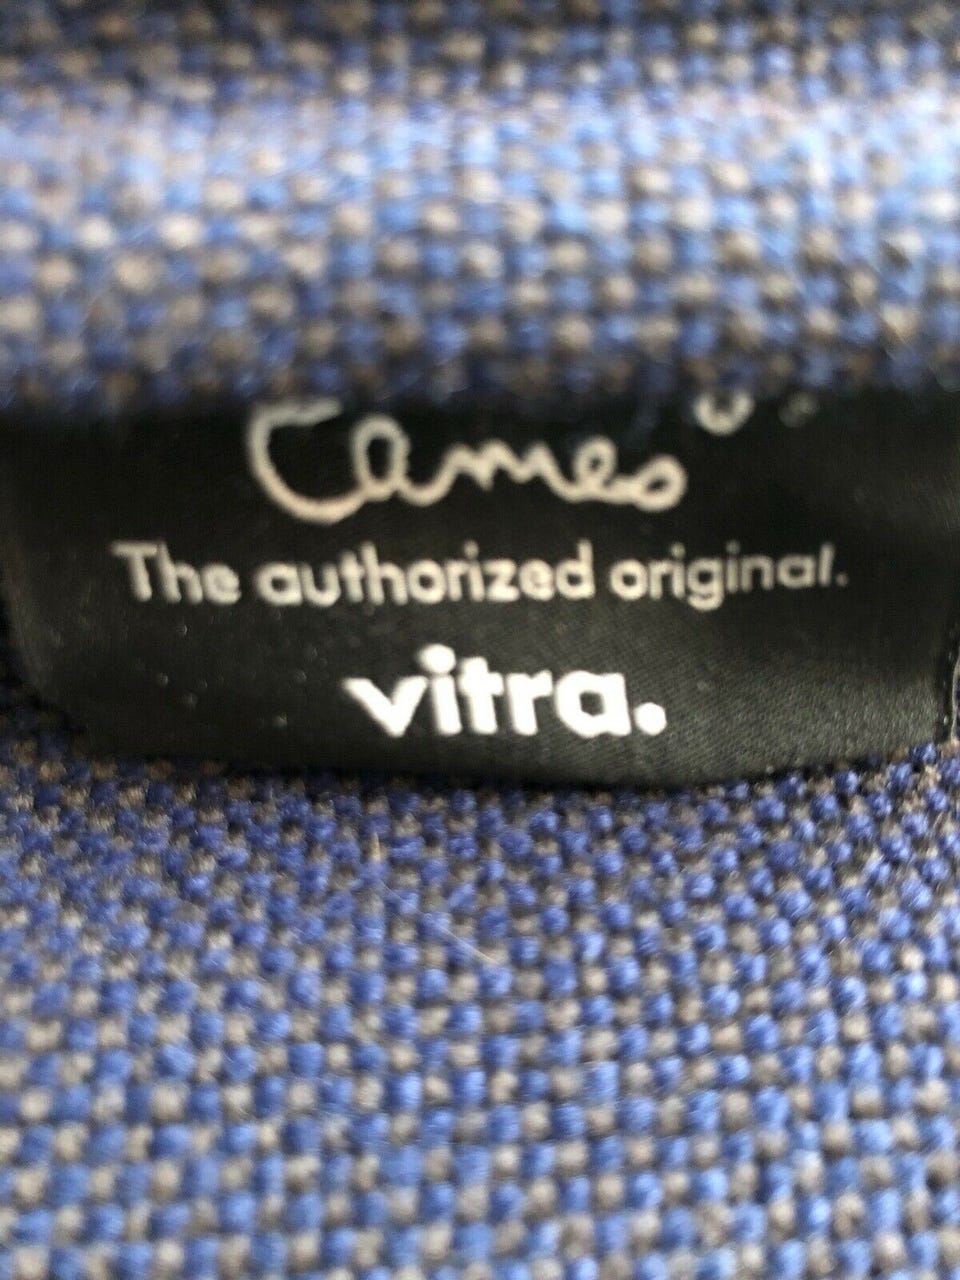 Eames
The authorized original.
vitra.